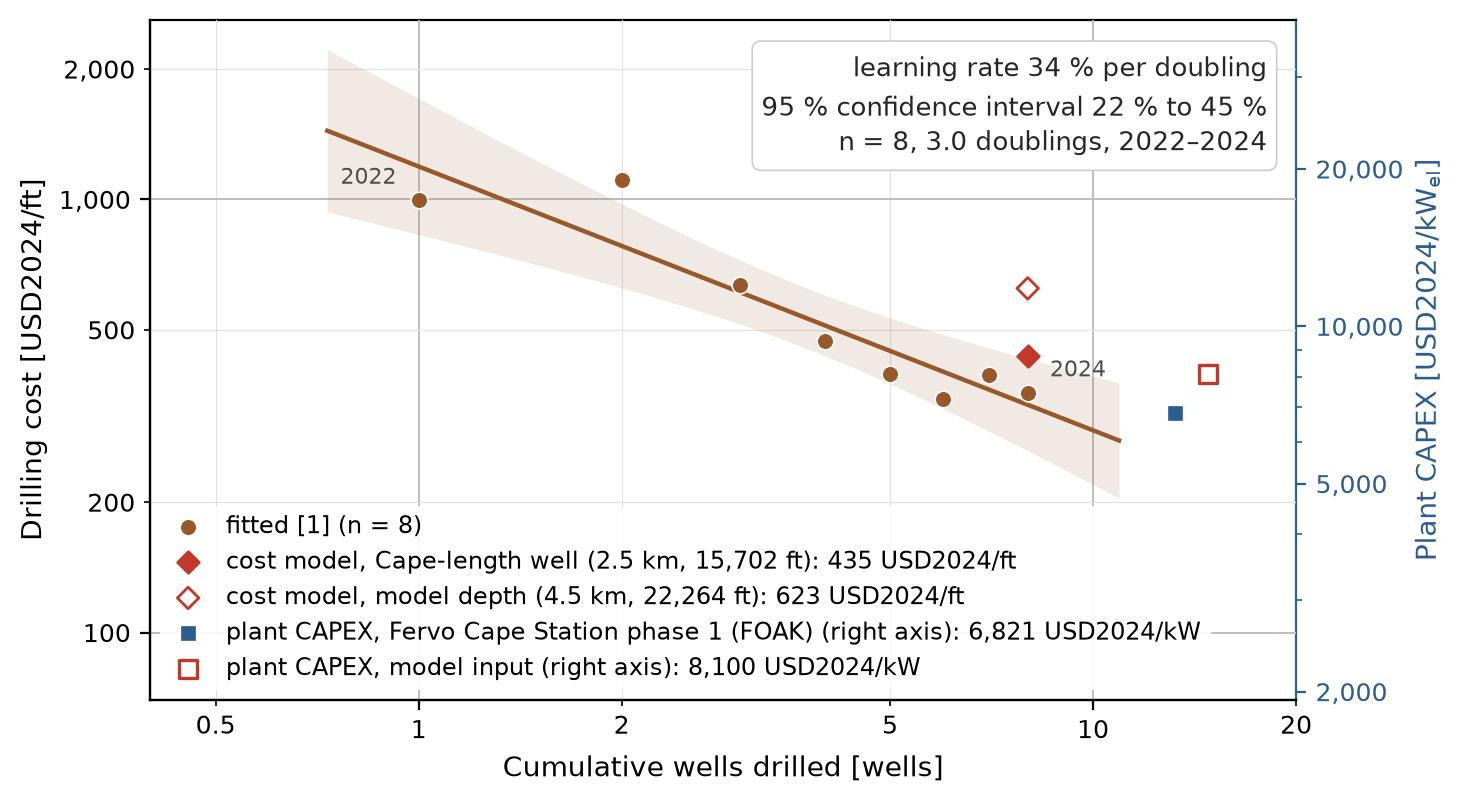 learning rate 34 % per doubling
95 % confidence interval 22 % to 45 %
n = 8, 3.0 doublings, 2022–2024
Drilling cost [USD2024/ft]
2,000
1,000
500
200
100
2022
2024
20,000
10,000
5,000
2,000
Plant CAPEX [USD2024/kWel]
fitted [1] (n = 8)
cost model, Cape-length well (2.5 km, 15,702 ft): 435 USD2024/ft
cost model, model depth (4.5 km, 22,264 ft): 623 USD2024/ft
plant CAPEX, Fervo Cape Station phase 1 (FOAK) (right axis): 6,821 USD2024/kW
plant CAPEX, model input (right axis): 8,100 USD2024/kW
0.5 1 2 5 10 20
Cumulative wells drilled [wells]